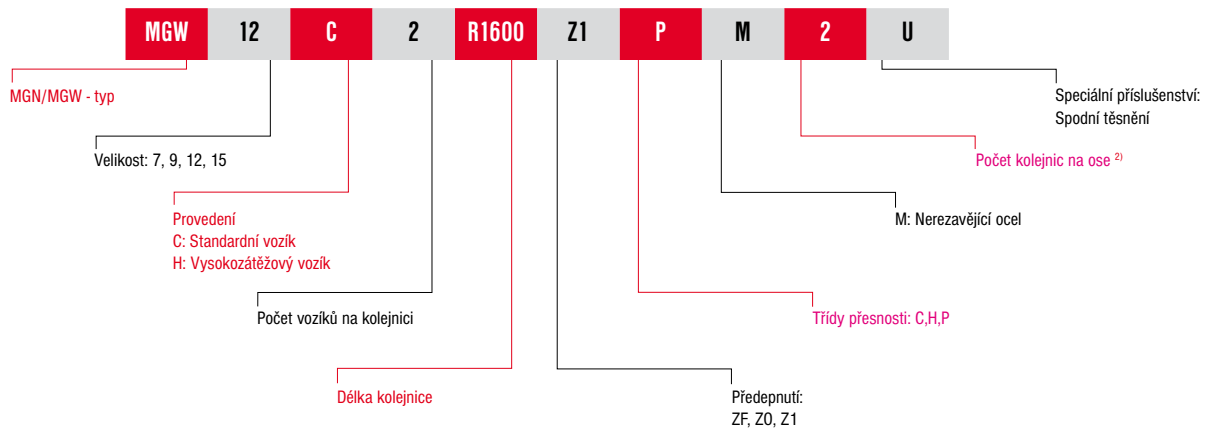 MGW 12 C 2 R1600 Z1 P M 2 U
MGN/MGW - typ
Speciální příslušenství:
Spodní těsnění
Velikost: 7, 9, 12, 15
Počet kolejnic na ose 2)
Provedení
C: Standardní vozík
H: Vysokozátěžový vozík
M: Nerezavějící ocel
Počet vozíků na kolejnici
Třídy přesnosti: C,H,P
Délka kolejnice
Předepnutí:
ZF, Z0, Z1